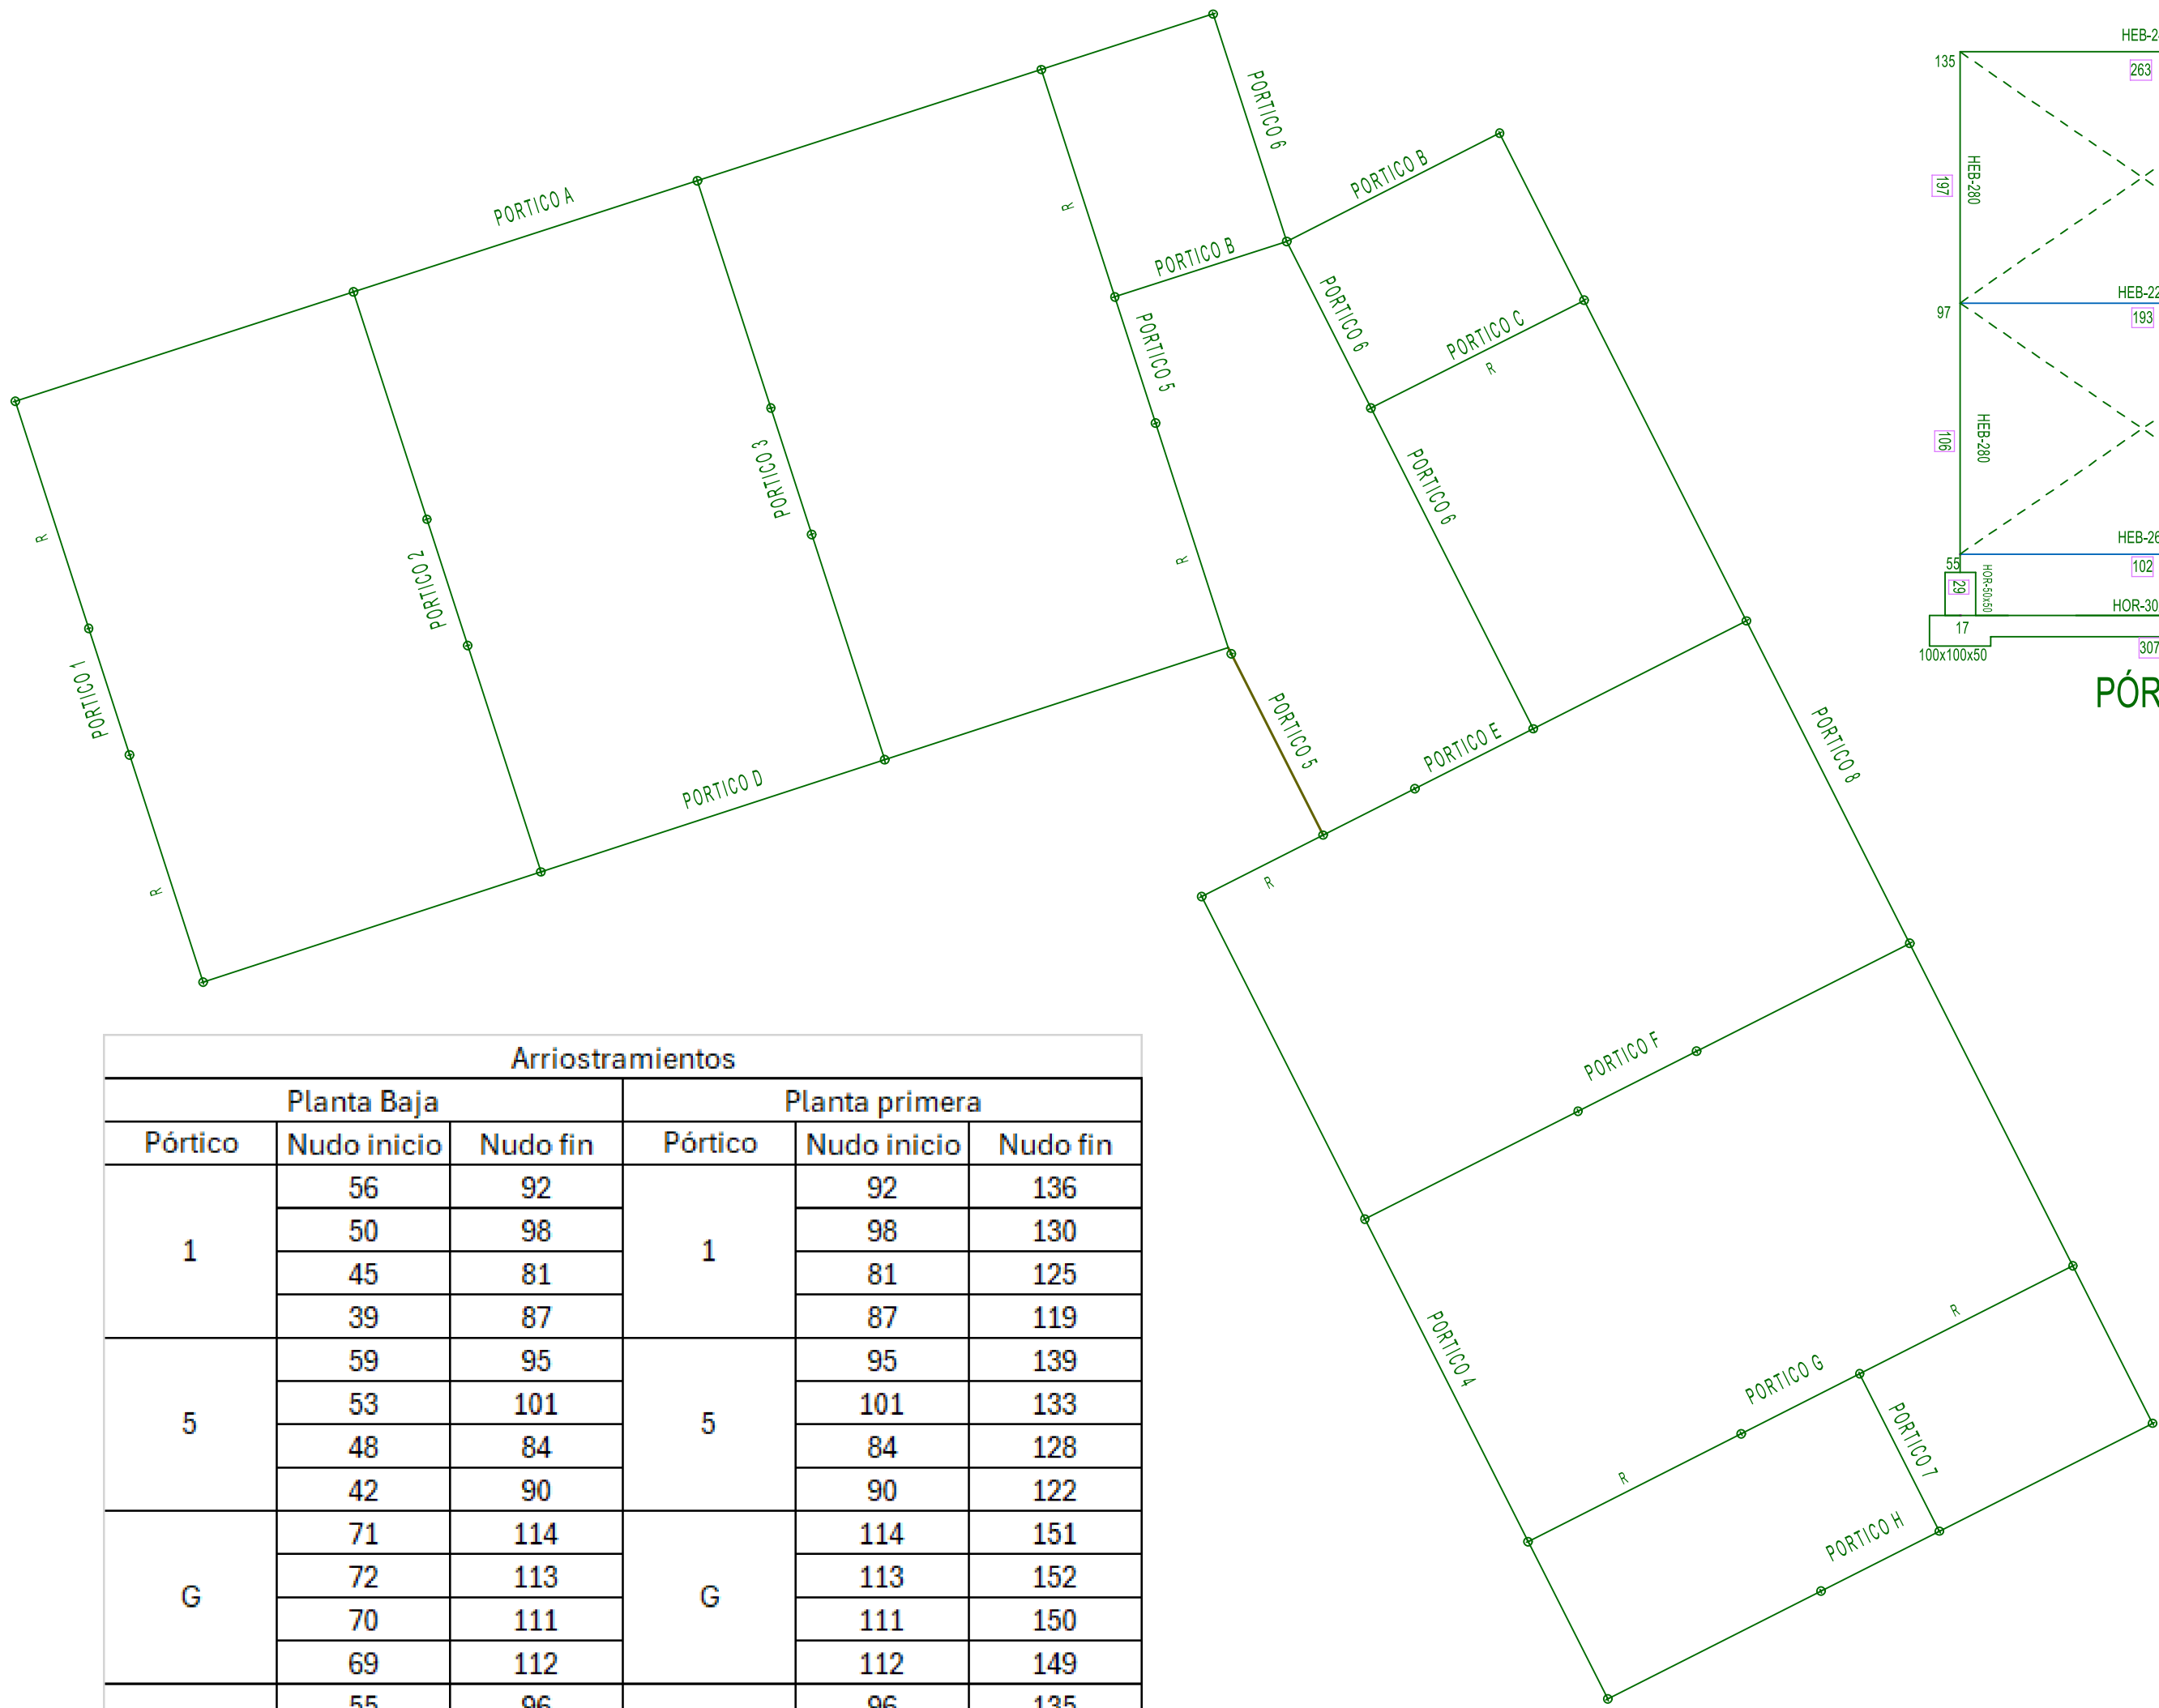 PORTICO A
PORTICO 6
PORTICO B
PORTICO B
R
PORTICO 6
PORTICO C
R
PORTICO 5
PORTICO 3
PORTICO 6
R
PORTICO 2
R
PORTICO 1
R
PORTICO 5
PORTICO E
PORTICO D
R
PORTICO 8
PORTICO F
PORTICO 4
R
PORTICO G
R
PORTICO 7
PORTICO H
135
263
197
HEB-280
97
193
106
HEB-280
55
102
29
HOR-50x50
17
100x100x50
Arriostramientos
Planta Baja Planta primera
Pórtico Nudo inicio Nudo fin Pórtico Nudo inicio Nudo fin
1 1
56 92 92 136
50 98 98 130
45 81 81 125
39 87 87 119
5 5
59 95 95 139
53 101 101 133
48 84 84 128
42 90 90 122
G G
71 114 114 151
72 113 113 152
70 111 111 150
69 112 112 149
55 96 96 135